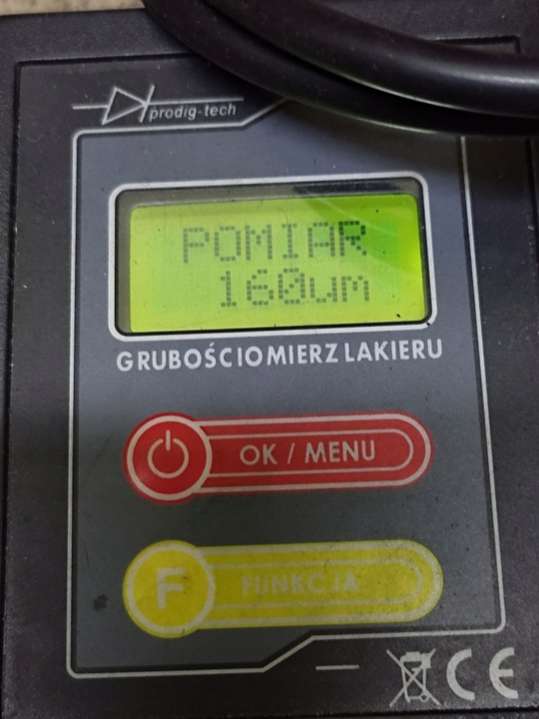 prodig-tech
POMIAR
160um
GRUBOŚCIOMIERZ LAKIERU
OK / MENU
F
FUNKCJA
CE